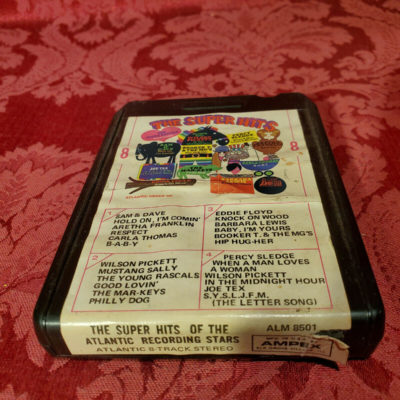 THE SUPER HITS
8
8
1
SAM & DAVE
HOLD ON, I'M COMIN'
ARETHA FRANKLIN
RESPECT
CARLA THOMAS
B-A-B-Y
2
WILSON PICKETT
MUSTANG SALLY
THE YOUNG RASCALS
GOOD LOVIN'
THE MAR-KEYS
PHILLY DOG
3
EDDIE FLOYD
KNOCK ON WOOD
BARBARA LEWIS
BABY, I'M YOURS
BOOKER T. & THE MG'S
HIP HUG-HER
4
PERCY SLEDGE
WHEN A MAN LOVES
A WOMAN
WILSON PICKETT
IN THE MIDNIGHT HOUR
JOE TEX
S.Y.S.L.J.F.M.
(THE LETTER SONG)
THE SUPER HITS OF THE
ATLANTIC RECORDING STARS
ATLANTIC 8-TRACK STEREO
ALM 8501
AMPEX